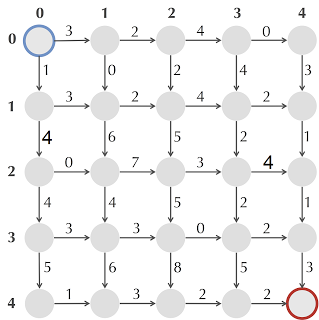 0 1 2 3 4
0 3 2 4 0
1 0 2 4 3
1 3 2 4 2
4 6 5 2 1
2 0 7 3 4
4 4 5 2 1
3 3 3 0 2
5 6 8 5 3
4 1 3 2 2